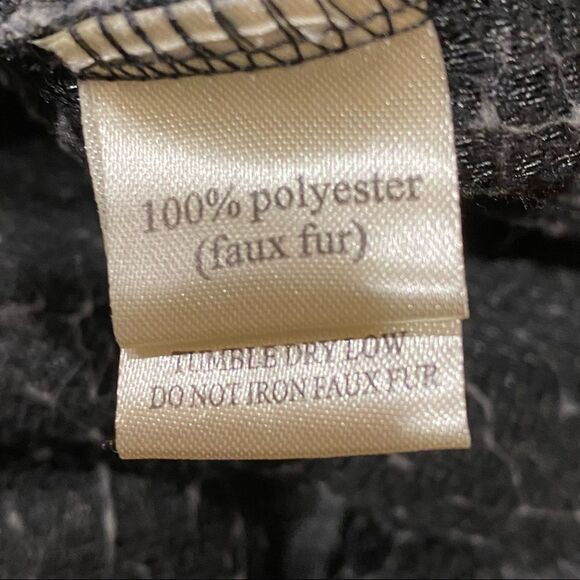 100% polyester
(faux fur)
TUMBLE DRY LOW
DO NOT IRON FAUX FUR